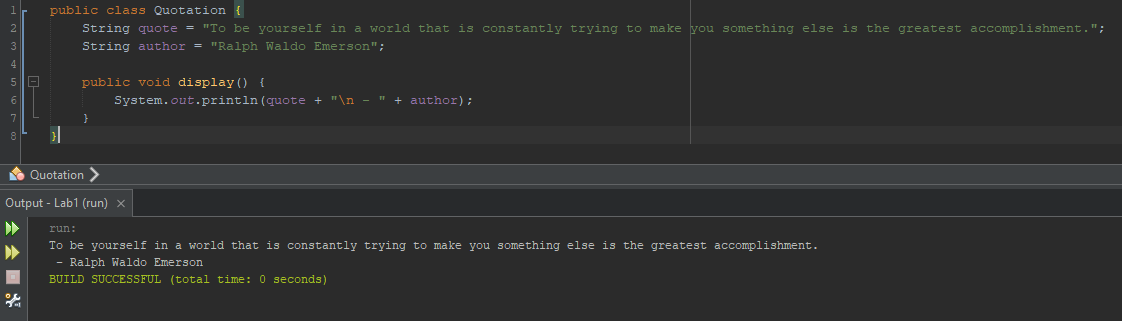 1 public class Quotation {
2 String quote = "To be yourself in a world that is constantly trying to make you something else is the greatest accomplishment.";
3 String author = "Ralph Waldo Emerson";
4
5 public void display() {
6 System.out.println(quote + "\n - " + author);
7 }
8 }
Quotation
Output - Lab1 (run) ×
run:
To be yourself in a world that is constantly trying to make you something else is the greatest accomplishment.
 - Ralph Waldo Emerson
BUILD SUCCESSFUL (total time: 0 seconds)